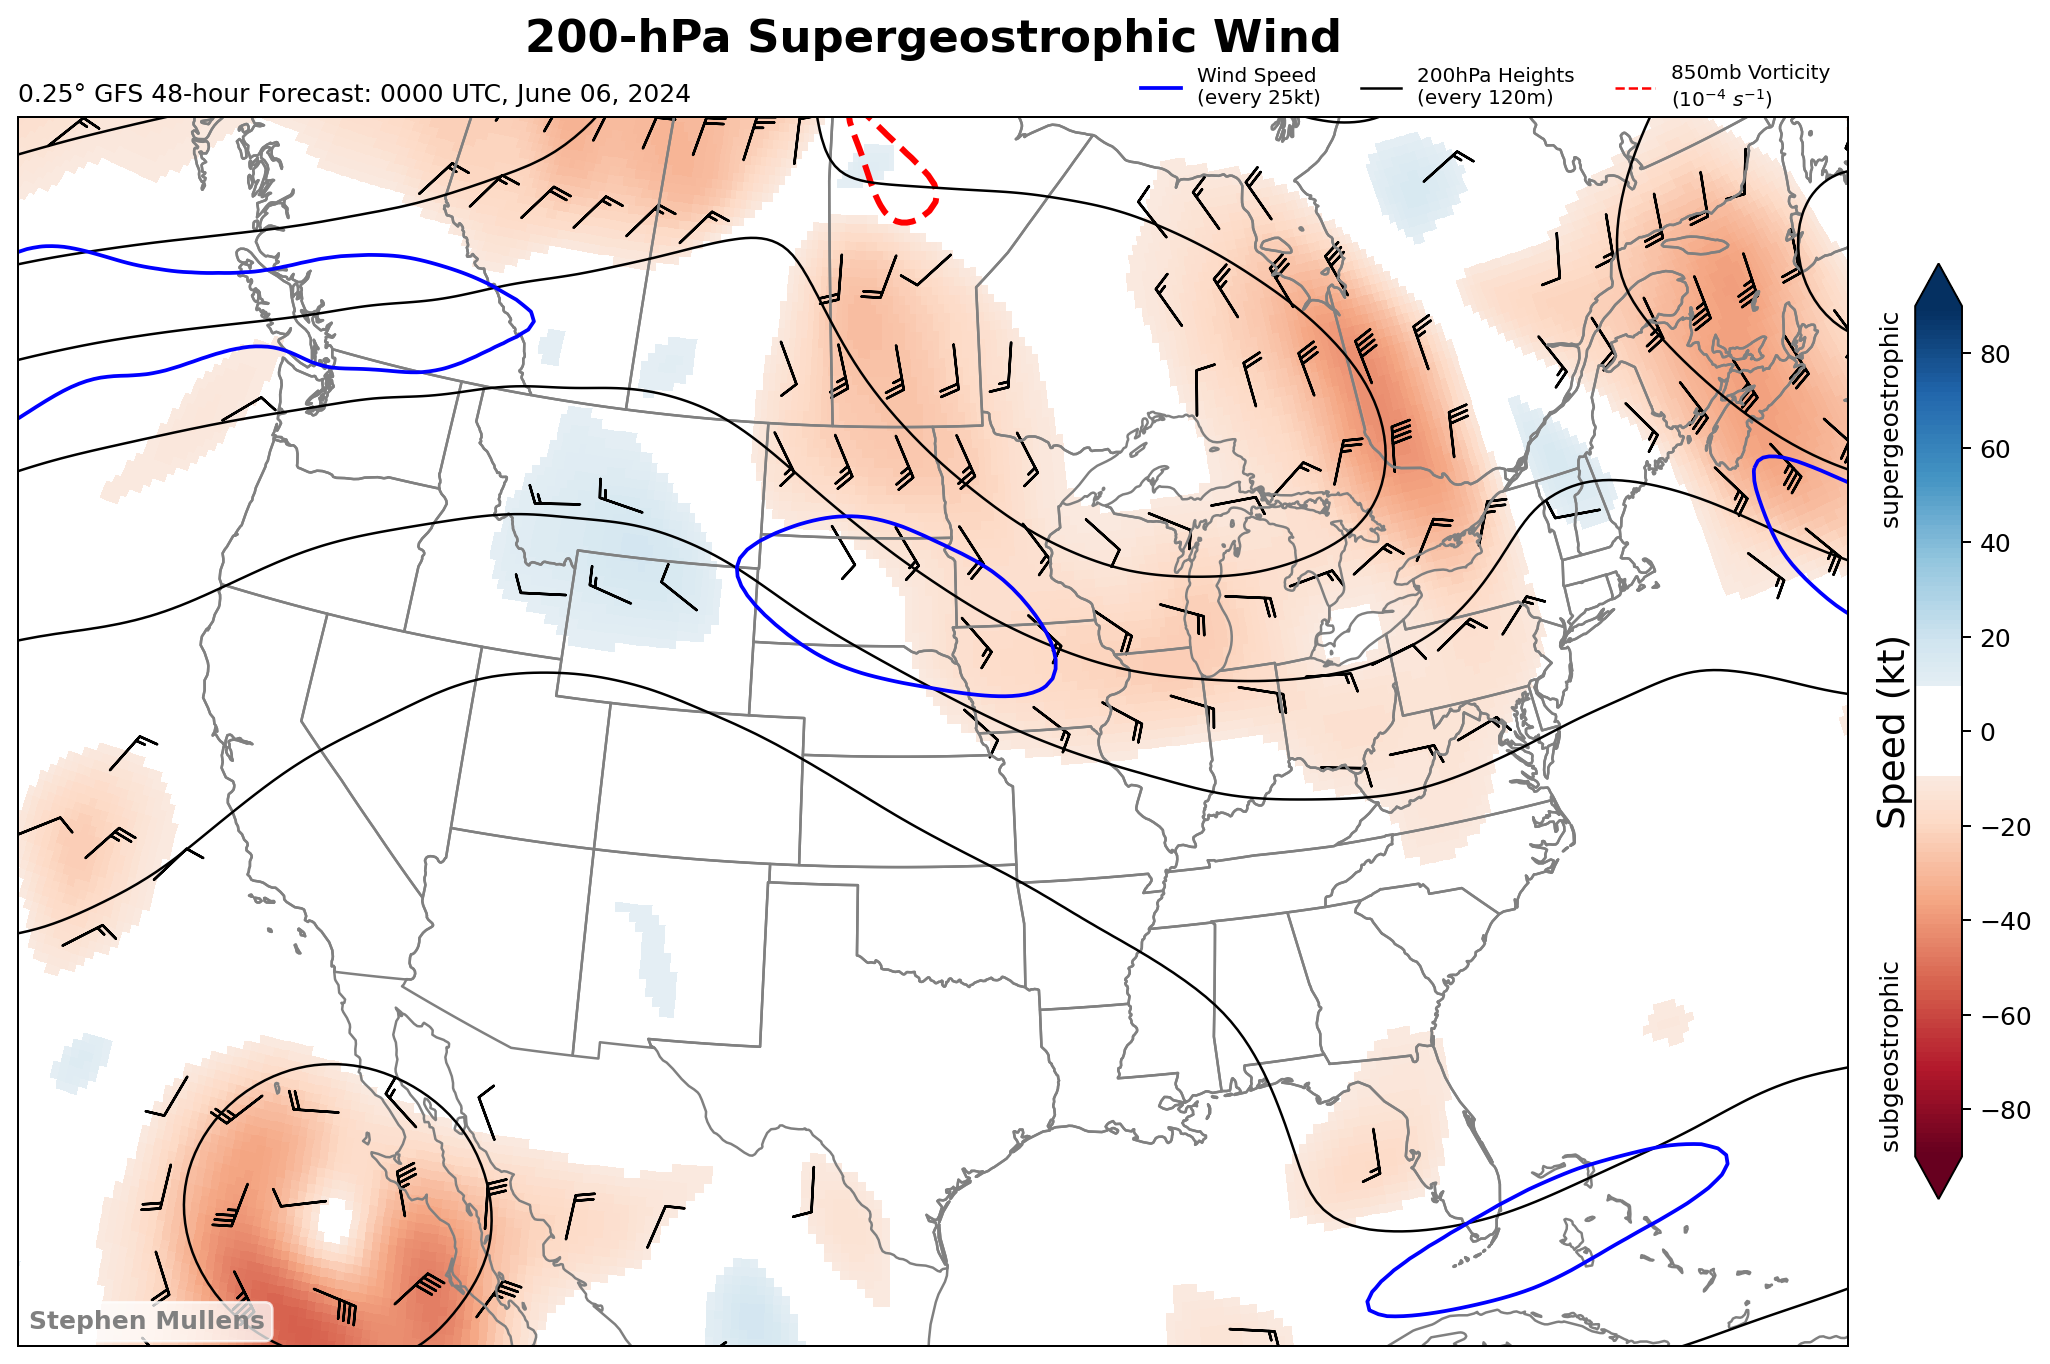 200-hPa Supergeostrophic Wind
0.25° GFS 48-hour Forecast: 0000 UTC, June 06, 2024
Wind Speed
(every 25kt)
200hPa Heights
(every 120m)
850mb Vorticity
(10⁻⁴ s⁻¹)
supergeostrophic
subgeostrophic
Speed (kt)
80
60
40
20
0
−20
−40
−60
−80
Stephen Mullens